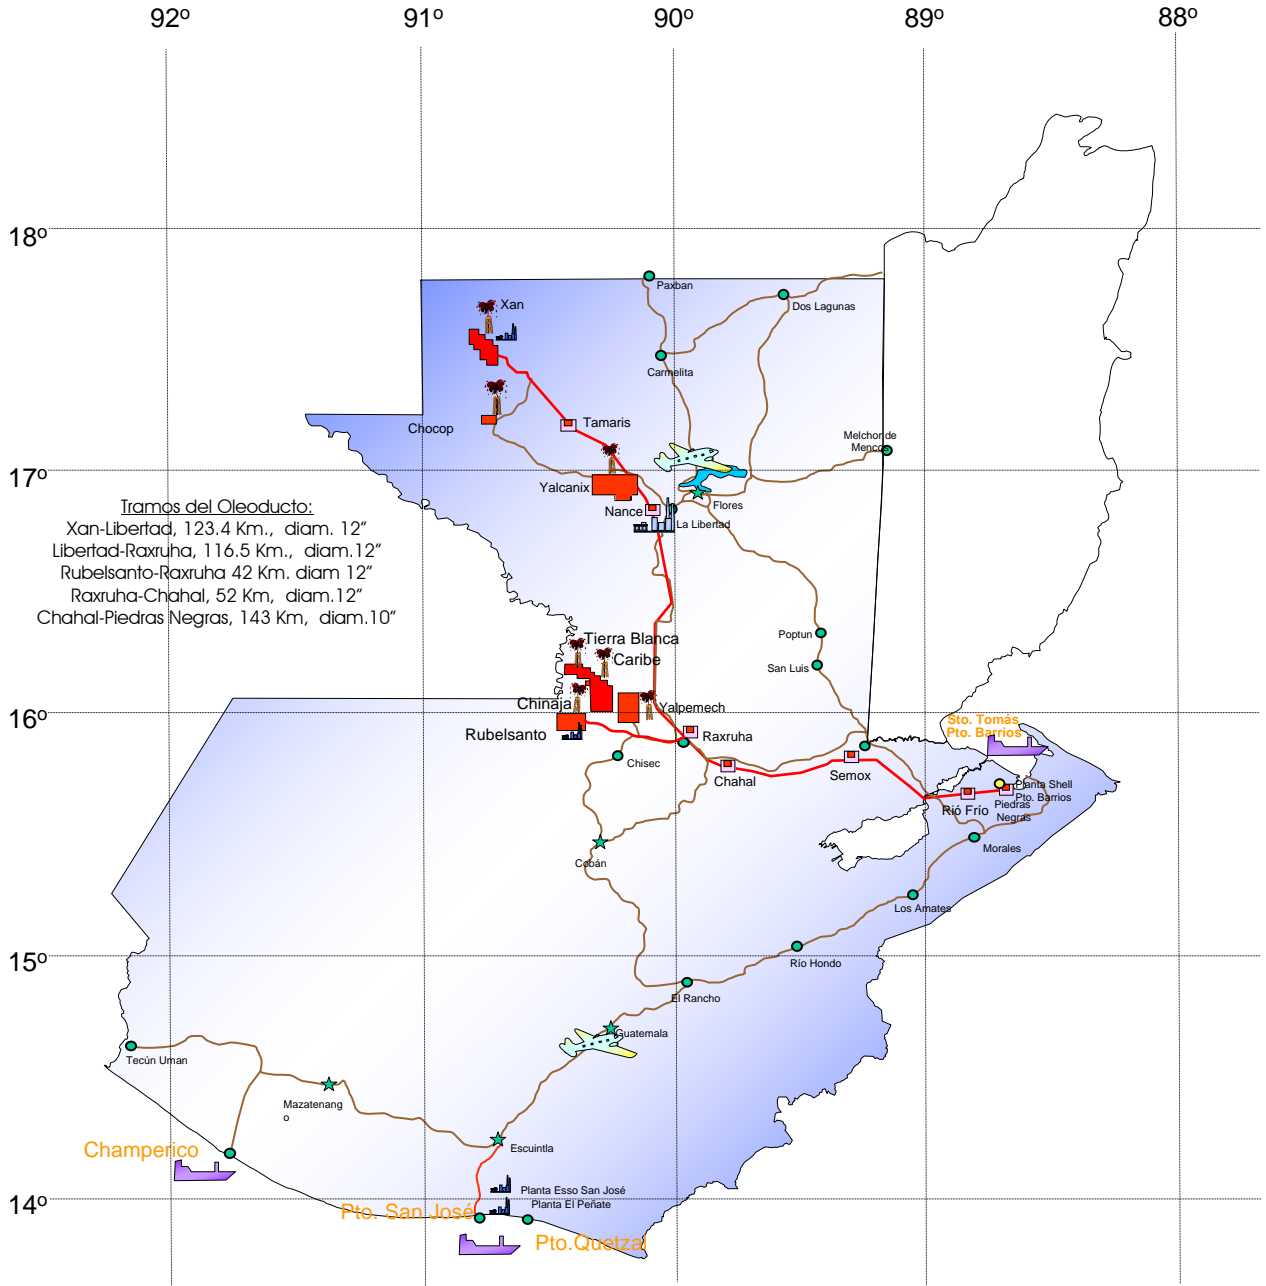 92º 91º 90º 89º 88º
18º
Paxban
Dos Lagunas
Xan
Carmelita
Chocop
Tamaris
Melchor de
Mencos
17º
Yalcanix
Flores
Nance
La Libertad
Tramos del Oleoducto:
Xan-Libertad, 123.4 Km., diam. 12”
Libertad-Raxruha, 116.5 Km., diam.12”
Rubelsanto-Raxruha 42 Km. diam 12”
Raxruha-Chahal, 52 Km, diam.12”
Chahal-Piedras Negras, 143 Km, diam.10”
Poptun
Tierra Blanca
Caribe
San Luis
Chinaja
Yalpemech
16º
Sto. Tomás
Pto. Barrios
Rubelsanto
Raxruha
Chisec
Chahal
Semox
Planta Shell
Pto. Barrios
Rió Frío
Piedras
Negras
Morales
Cobán
Los Amates
15º
Río Hondo
El Rancho
Guatemala
Tecún Uman
Mazatenang
o
Champerico
Escuintla
14º
Planta Esso San José
Planta El Peñate
Pto. San José
Pto.Quetzal